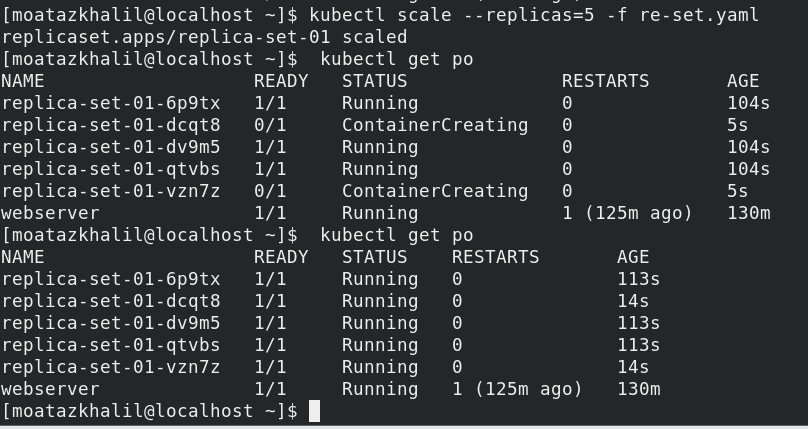 [moatazkhalil@localhost ~]$ kubectl scale --replicas=5 -f re-set.yaml
replicaset.apps/replica-set-01 scaled
[moatazkhalil@localhost ~]$  kubectl get po
NAME                   READY   STATUS              RESTARTS       AGE
replica-set-01-6p9tx   1/1     Running             0              104s
replica-set-01-dcqt8   0/1     ContainerCreating   0              5s
replica-set-01-dv9m5   1/1     Running             0              104s
replica-set-01-qtvbs   1/1     Running             0              104s
replica-set-01-vzn7z   0/1     ContainerCreating   0              5s
webserver              1/1     Running             1 (125m ago)   130m
[moatazkhalil@localhost ~]$  kubectl get po
NAME                   READY   STATUS    RESTARTS       AGE
replica-set-01-6p9tx   1/1     Running   0              113s
replica-set-01-dcqt8   1/1     Running   0              14s
replica-set-01-dv9m5   1/1     Running   0              113s
replica-set-01-qtvbs   1/1     Running   0              113s
replica-set-01-vzn7z   1/1     Running   0              14s
webserver              1/1     Running   1 (125m ago)   130m
[moatazkhalil@localhost ~]$